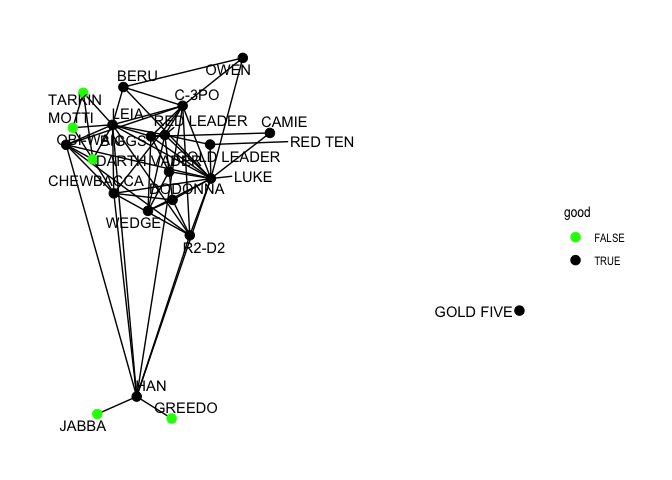 OWEN
BERU
C-3PO
TARKIN
LEIA
MOTTI
RED LEADER
CAMIE
OBI-WAN
BIGGS
RED TEN
DARTH VADER
GOLD LEADER
LUKE
CHEWBACCA
DODONNA
WEDGE
R2-D2
good
FALSE
TRUE
GOLD FIVE
HAN
GREEDO
JABBA